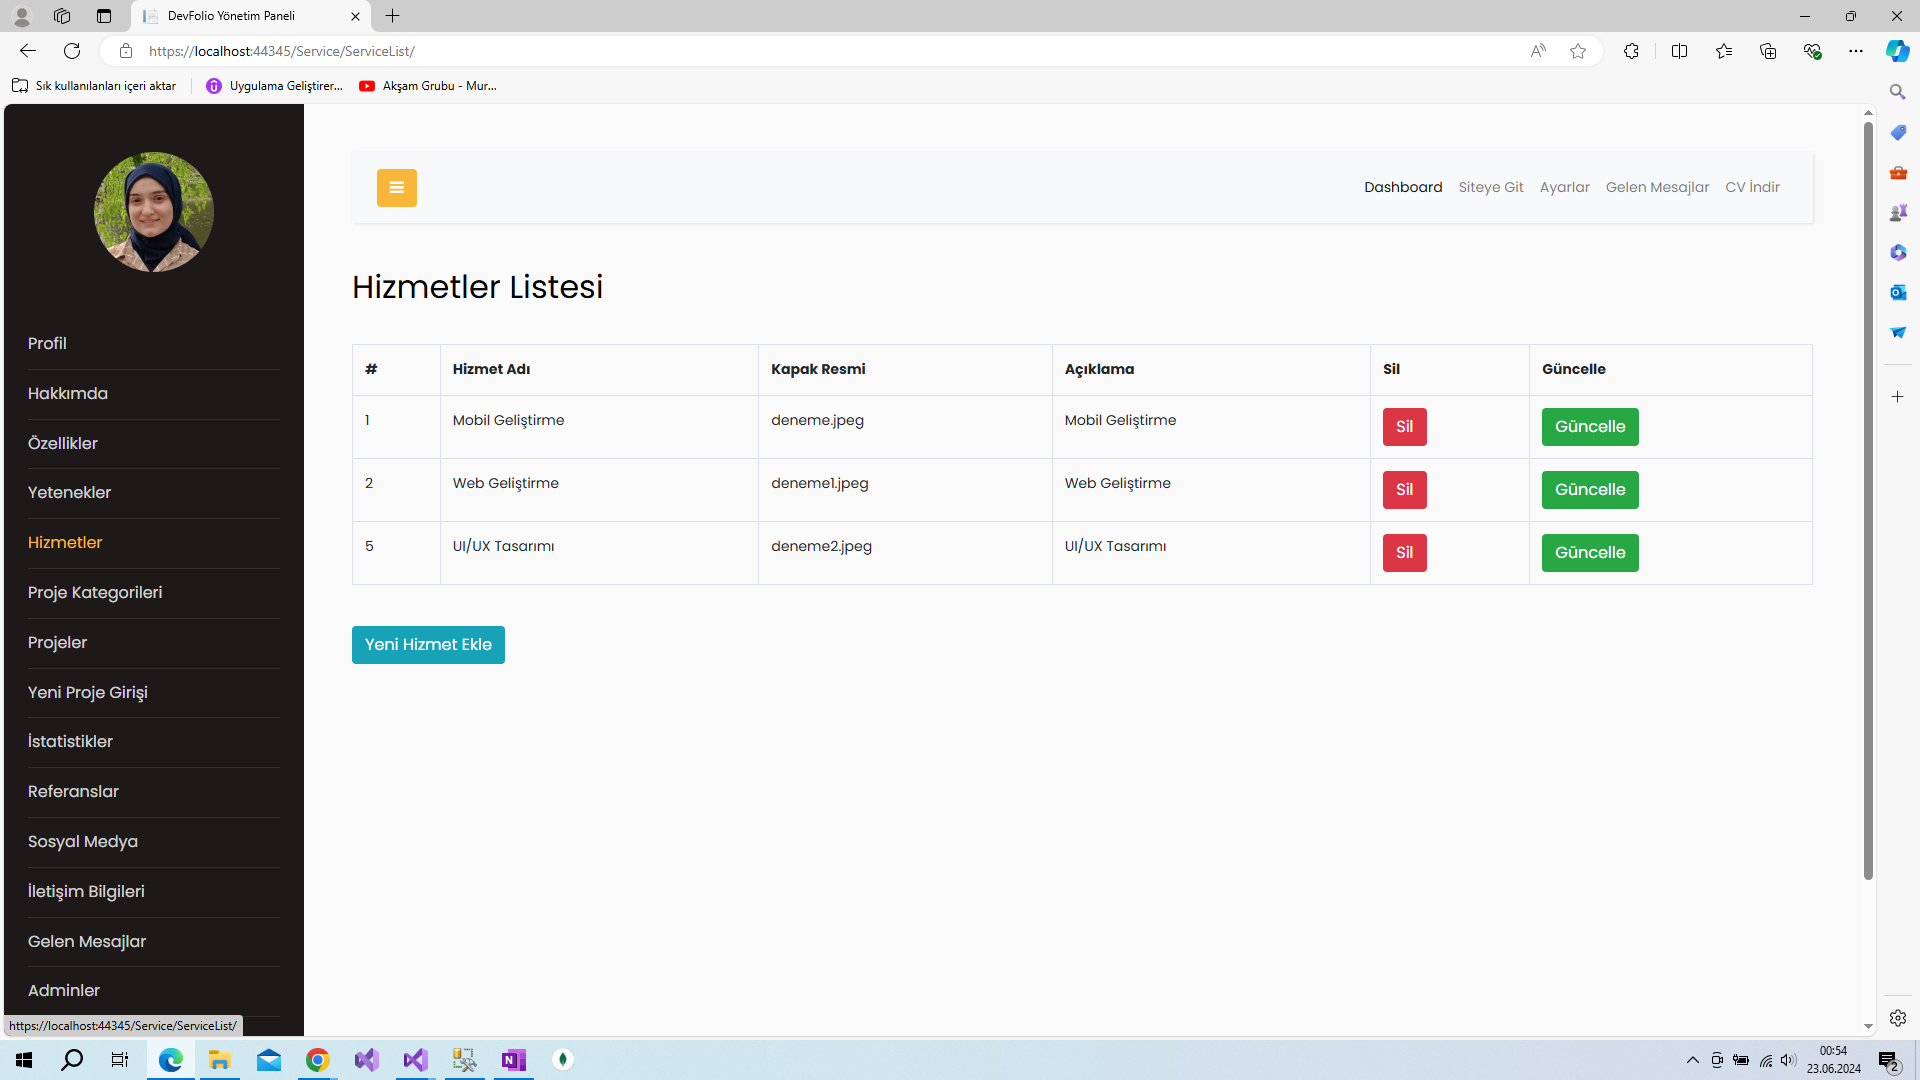 DevFolio Yönetim Paneli
https://localhost:44345/Service/ServiceList/
Sık kullanılanları içeri aktar
Uygulama Geliştirer...
Akşam Grubu - Mur...
Dashboard
Siteye Git
Ayarlar
Gelen Mesajlar
CV İndir
Profil
Hakkımda
Özellikler
Yetenekler
Hizmetler
Proje Kategorileri
Projeler
Yeni Proje Girişi
İstatistikler
Referanslar
Sosyal Medya
İletişim Bilgileri
Gelen Mesajlar
Adminler
Hizmetler Listesi
# Hizmet Adı Kapak Resmi Açıklama Sil Güncelle
1 Mobil Geliştirme deneme.jpeg Mobil Geliştirme Sil Güncelle
2 Web Geliştirme deneme1.jpeg Web Geliştirme Sil Güncelle
5 UI/UX Tasarımı deneme2.jpeg UI/UX Tasarımı Sil Güncelle
Yeni Hizmet Ekle
https://localhost:44345/Service/ServiceList/
00:54
23.06.2024
2